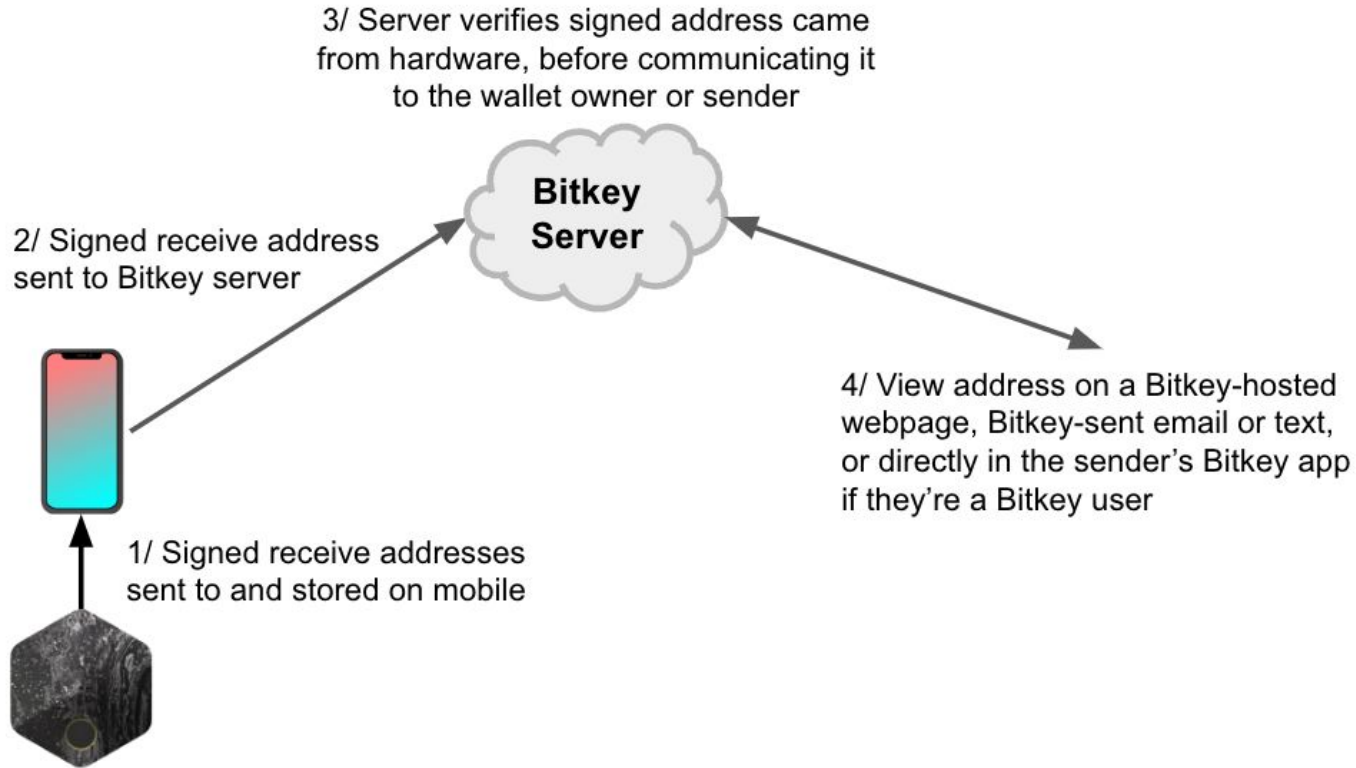 3/ Server verifies signed address came
from hardware, before communicating it
to the wallet owner or sender
Bitkey
Server
2/ Signed receive address
sent to Bitkey server
4/ View address on a Bitkey-hosted
webpage, Bitkey-sent email or text,
or directly in the sender’s Bitkey app
if they’re a Bitkey user
1/ Signed receive addresses
sent to and stored on mobile